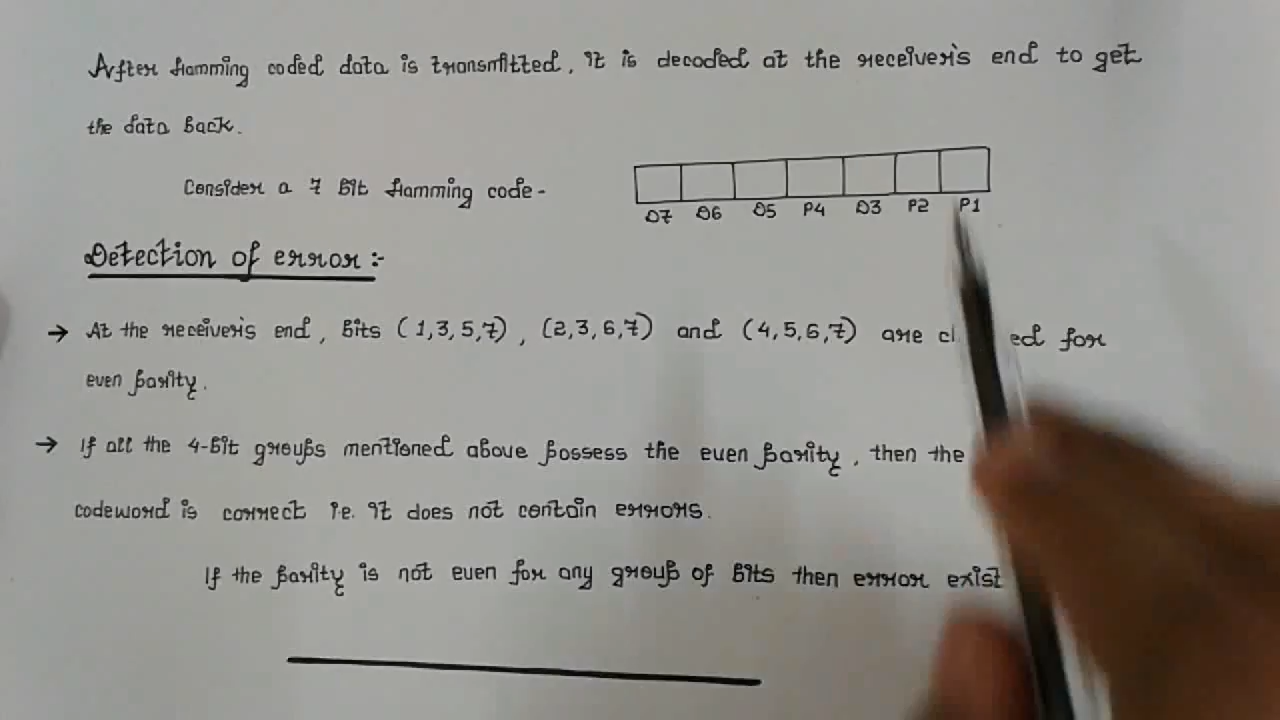 After Hamming coded data is transmitted, it is decoded at the receiver's end to get
the data back.
Consider a 7 bit Hamming code-
D7 D6 D5 P4 D3 P2 P1
Detection of error :-
→ At the receiver's end, bits (1,3,5,7), (2,3,6,7) and (4,5,6,7) are for
even parity.
→ If all the 4-bit groups mentioned above possess the even parity, then the
codeword is correct i.e. it does not contain errors.
If the parity is not even for any group of bits then error exist